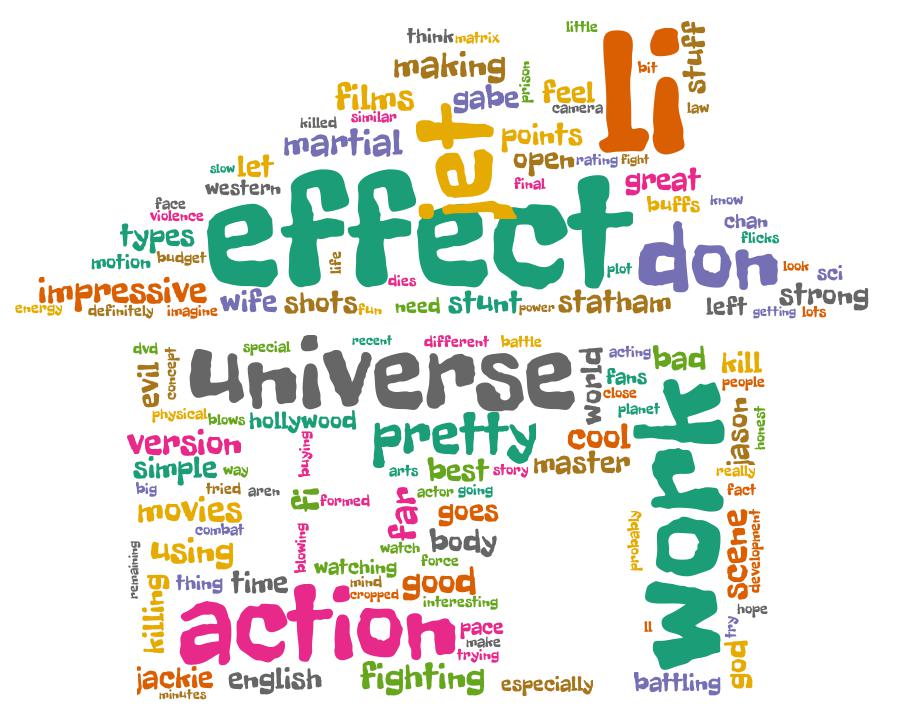 little
think matrix
li
stuff
making
prison
bit
films
gabe
feel
camera
law
killed
similar
jet
martial
points
open rating fight
slow let
western
final
great
effect
buffs
know
face
violence
chan
types
flicks
don
motion
budget
life
dies
plot
look
sci
impressive
wife
shots
fun
need
stunt
power
statham
left
strong
energy
definitely
imagine
getting
lots
dvd
special
recent
different
battle
evil
concept
universe
world
acting
bad
kill
fans
people
close
physical
blows
hollywood
planet
work
jason
honest
version
buying
pretty
cool
simple
way
arts
best
story
master
really
big
tried
aren
fi
formed
far
actor
going
fact
movies
goes
combat
probably
scene
development
using
blowing
watch
body
remaining
watching
force
killing
thing
time
mind
cropped
good
interesting
hope
action
pace
make
trying
ll
try
god
jackie
english
fighting
especially
battling
minutes